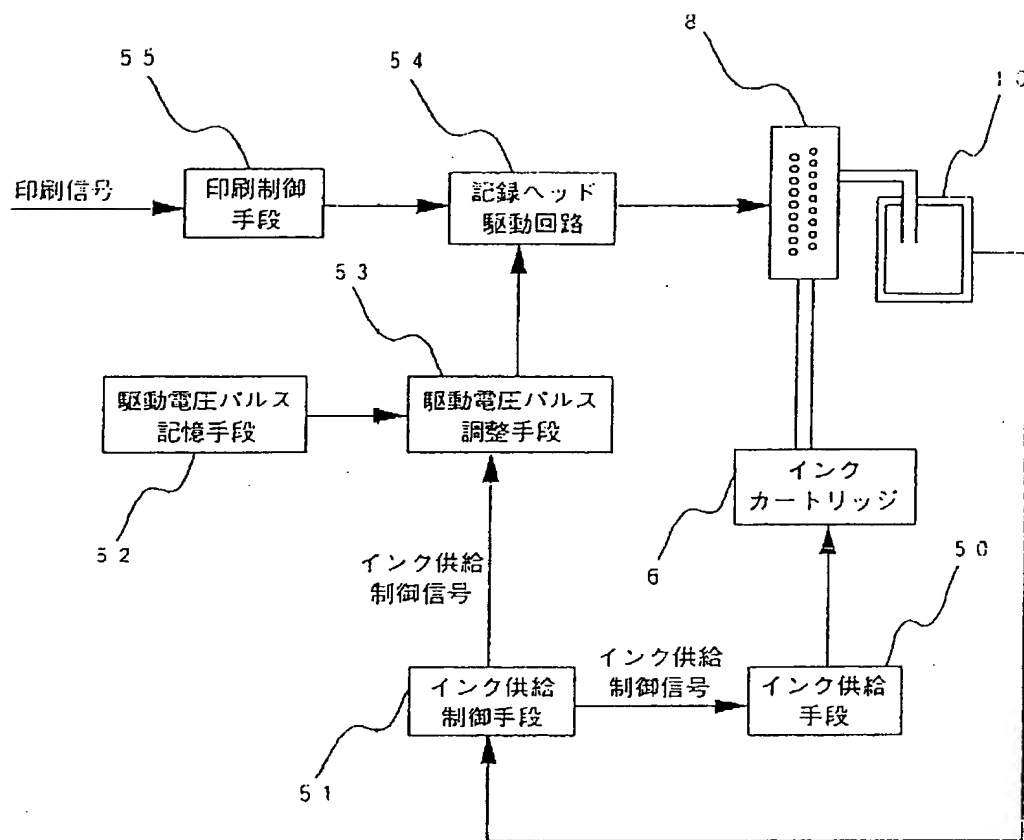 8
55
54
10
印刷信号
印刷制御
手段
記録ヘッド
駆動回路
53
駆動電圧パルス
記憶手段
駆動電圧パルス
調整手段
インク
カートリッジ
52
6
50
インク供給
制御信号
インク供給
制御手段
インク供給
制御信号
インク供給
手段
51